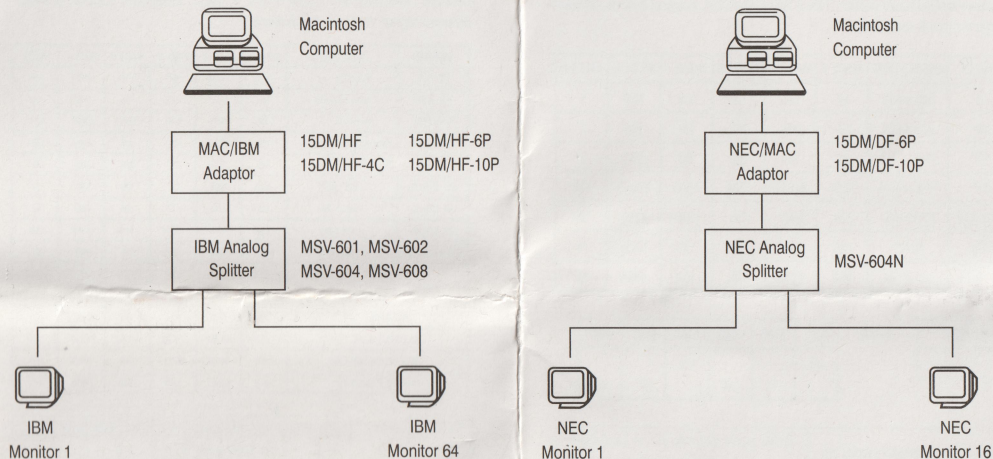 Macintosh
Computer
MAC/IBM
Adaptor
15DM/HF 15DM/HF-6P
15DM/HF-4C 15DM/HF-10P
IBM Analog
Splitter
MSV-601, MSV-602
MSV-604, MSV-608
IBM
Monitor 1
IBM
Monitor 64
Macintosh
Computer
NEC/MAC
Adaptor
15DM/DF-6P
15DM/DF-10P
NEC Analog
Splitter
MSV-604N
NEC
Monitor 1
NEC
Monitor 16